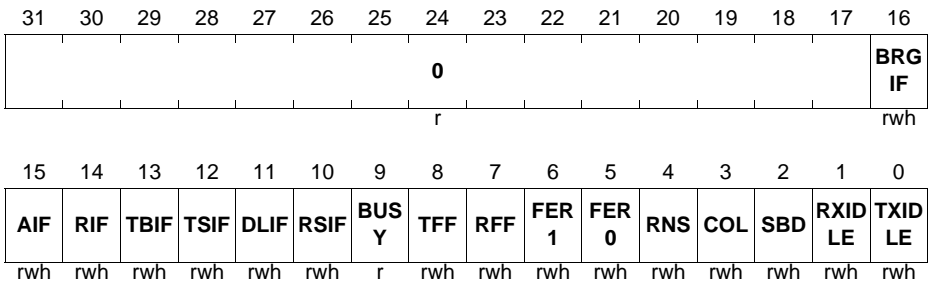 31 30 29 28 27 26 25 24 23 22 21 20 19 18 17 16
0 BRG IF
r rwh
15 14 13 12 11 10 9 8 7 6 5 4 3 2 1 0
AIF RIF TBIF TSIF DLIF RSIF BUS Y TFF RFF FER 1 FER 0 RNS COL SBD RXID LE TXID LE
rwh rwh rwh rwh rwh rwh r rwh rwh rwh rwh rwh rwh rwh rwh rwh